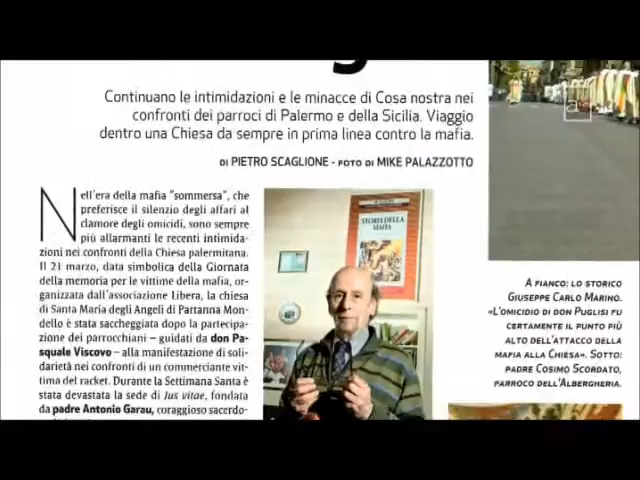 Continuano le intimidazioni e le minacce di Cosa nostra nei
confronti dei parroci di Palermo e della Sicilia. Viaggio
dentro una Chiesa da sempre in prima linea contro la mafia.
DI PIETRO SCAGLIONE - FOTO DI MIKE PALAZZOTTO
Nell'era della mafia "sommersa", che
preferisce il silenzio degli affari al
clamore degli omicidi, sono sempre
più allarmanti le recenti intimida-
zioni nei confronti della Chiesa palermitana.
Il 21 marzo, data simbolica della Giornata
della memoria per le vittime della mafia, or-
ganizzata dall'associazione Libera, la chiesa
di Santa Maria degli Angeli di Partanna Mon-
dello è stata saccheggiata dopo la partecipa-
zione dei parrocchiani – guidati da don Pa-
squale Viscovo – alla manifestazione di soli-
darietà nei confronti di un commerciante vit-
tima del racket. Durante la Settimana Santa è
stata devastata la sede di Jus vitae, fondata
da padre Antonio Garau, coraggioso sacerdo-
STORIA DELLA
MAFIA
A FIANCO: LO STORICO
GIUSEPPE CARLO MARINO.
«L'OMICIDIO DI DON PUGLISI FU
CERTAMENTE IL PUNTO PIÙ
ALTO DELL'ATTACCO DELLA
MAFIA ALLA CHIESA». SOTTO:
PADRE COSIMO SCORDATO,
PARROCO DELL'ALBERGHERIA.